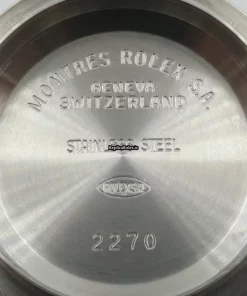 MONTRES ROLEX S.A.
GENEVA
SWITZERLAND
STAINLESS STEEL
2270